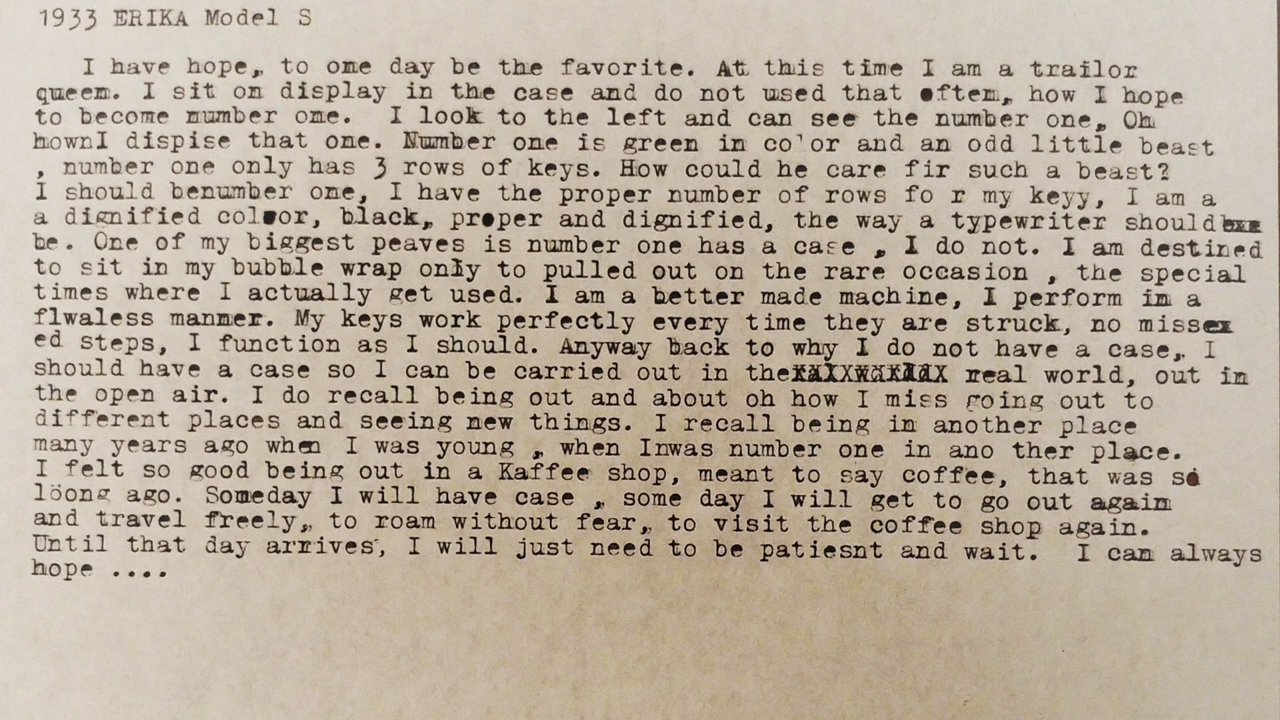 1933 ERIKA Model S
I have hope,, to one day be the favorite. At this time I am a trailor
queen. I sit on display in the case and do not used that often,, how I hope
to become number one. I look to the left and can see the number one, Oh
hownI dispise that one. Number one is green in co'or and an odd little beast
, number one only has 3 rows of keys. How could he care fir such a beast?
I should benumber one, I have the proper number of rows fo r my keyy, I am a
a dignified coloor, black,, proper and dignified, the way a typewriter should
be. One of my biggest peaves is number one has a case , I do not. I am destined
to sit in my bubble wrap only to pulled out on the rare occasion , the special
times where I actually get used. I am a better made machine, I perform in a
flwaless manner. My keys work perfectly every time they are struck, no miss
ed steps, I function as I should. Anyway back to why I do not have a case,. I
should have a case so I can be carried out in the real world, out in
the open air. I do recall being out and about oh how I miss going out to
different places and seeing new things. I recall being in another place
many years ago when I was young , when Inwas number one in ano ther place.
I felt so good being out in a Kaffee shop, meant to say coffee, that was so
löong ago. Someday I will have case , some day I will get to go out again
and travel freely,, to roam without fear,, to visit the coffee shop again.
Until that day arrives, I will just need to be patiesnt and wait. I can always
hope ....